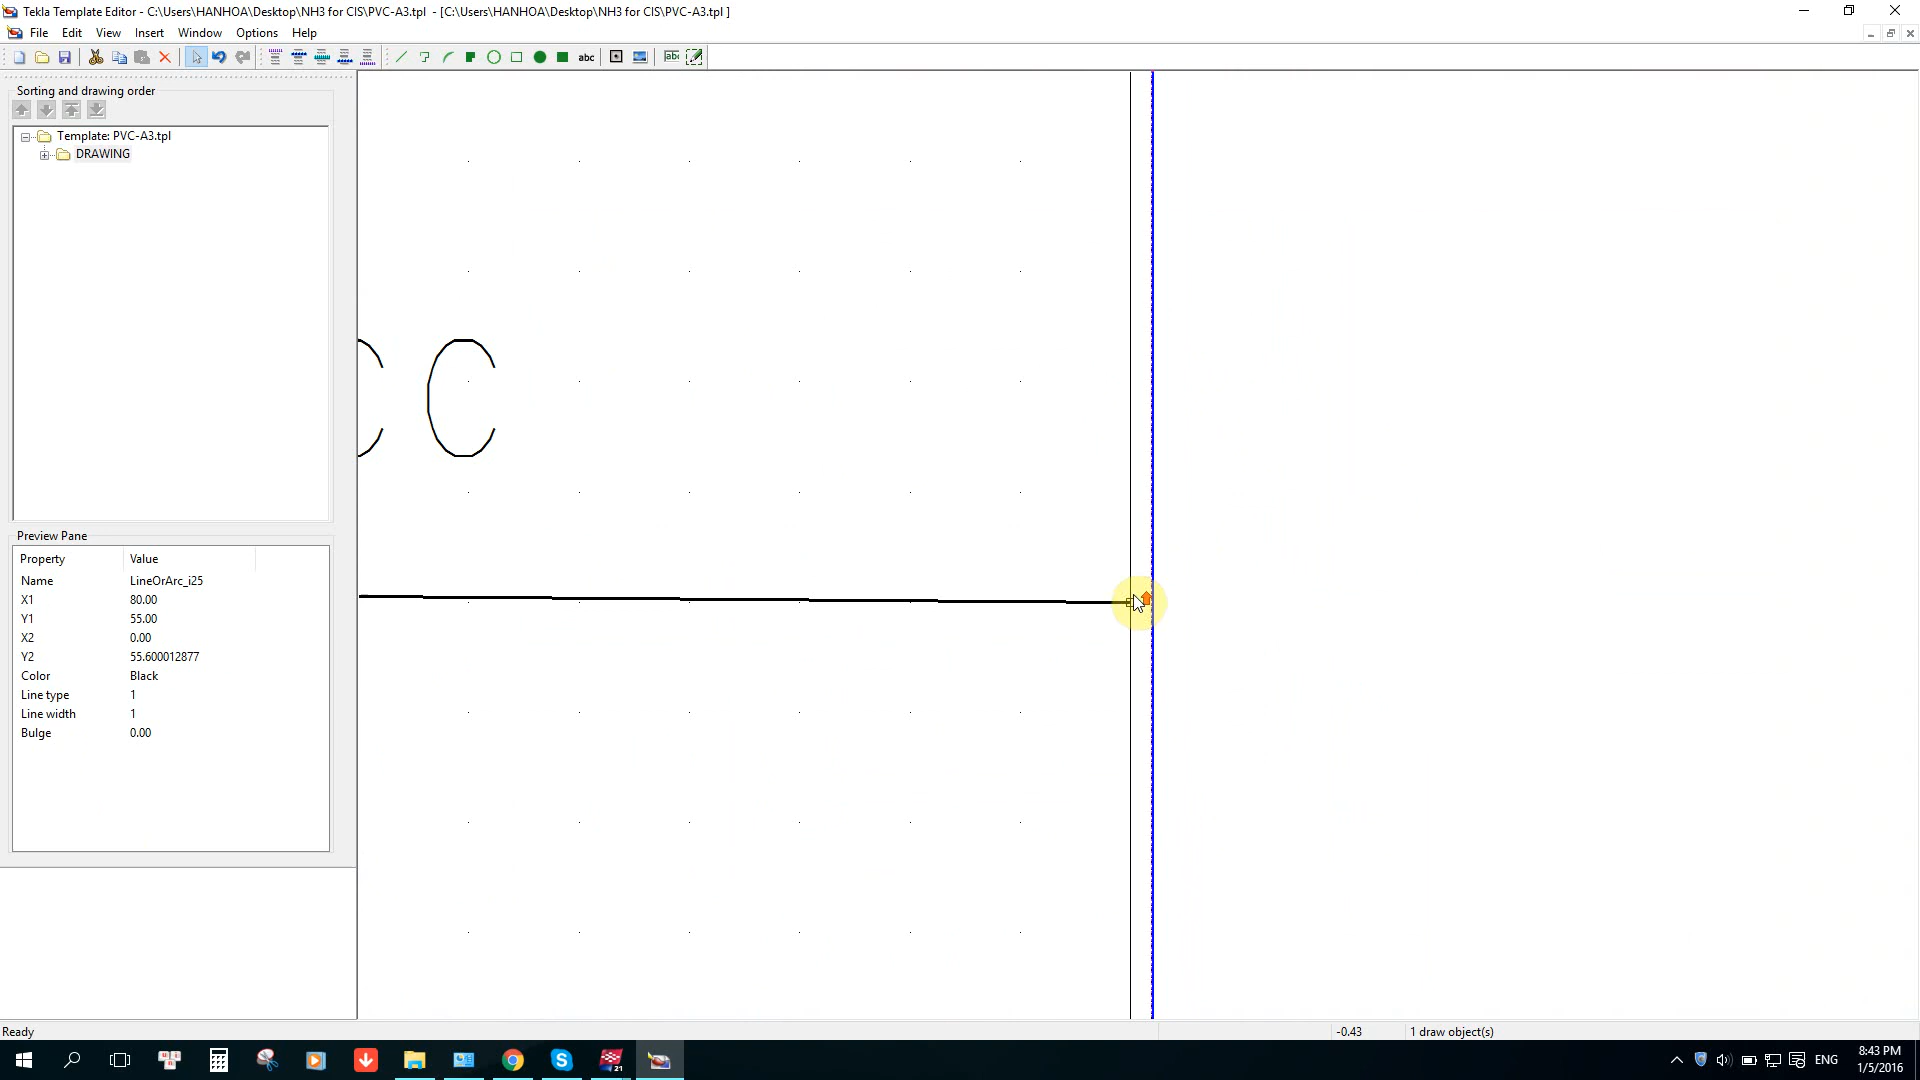 Tekla Template Editor - C:\Users\HANHOA\Desktop\NH3 for CIS\PVC-A3.tpl - [C:\Users\HANHOA\Desktop\NH3 for CIS\PVC-A3.tpl ]
File Edit View Insert Window Options Help
abc abc
Sorting and drawing order
Template: PVC-A3.tpl
DRAWING
C C
Preview Pane
Property Value
Name LineOrArc_i25
X1 80.00
Y1 55.00
X2 0.00
Y2 55.600012877
Color Black
Line type 1
Line width 1
Bulge 0.00
Ready -0.43 1 draw object(s)
21
ENG
8:43 PM
1/5/2016